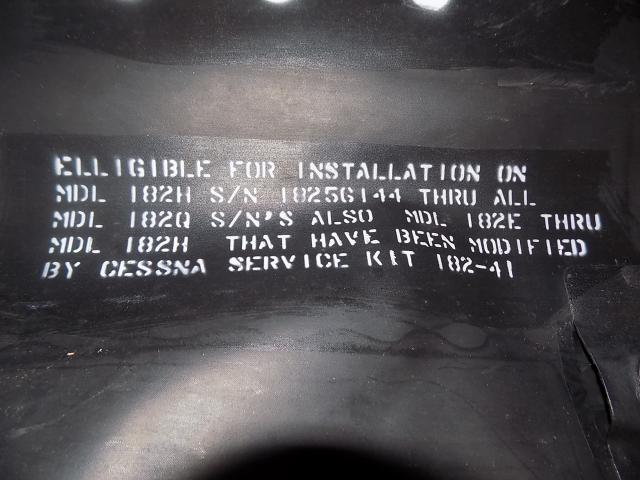 ELLIGIBLE FOR INSTALLATION ON
MDL 182H S/N 18256144 THRU ALL
MDL 182Q S/N'S ALSO MDL 182E THRU
MDL 182H THAT HAVE BEEN MODIFIED
BY CESSNA SERVICE KIT 182-41